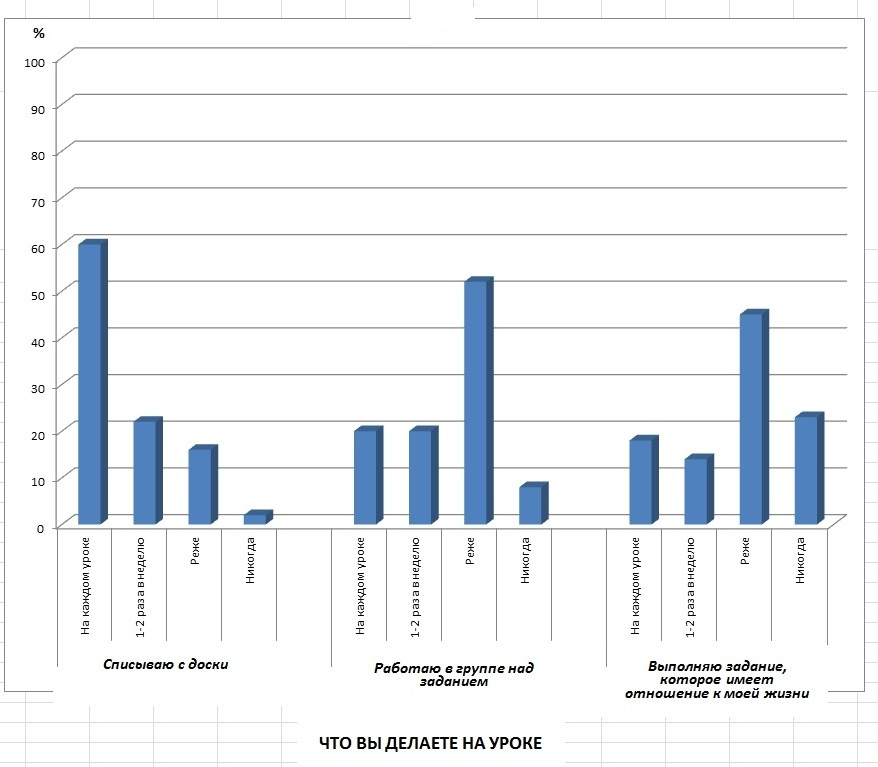 %
100
90
80
70
60
50
40
30
20
10
0
На каждом уроке
1-2 раза в неделю
Реже
Никогда
На каждом уроке
1-2 раза в неделю
Реже
Никогда
На каждом уроке
1-2 раза в неделю
Реже
Никогда
Списываю с доски
Работаю в группе над
заданием
Выполняю задание,
которое имеет
отношение к моей жизни
ЧТО ВЫ ДЕЛАЕТЕ НА УРОКЕ